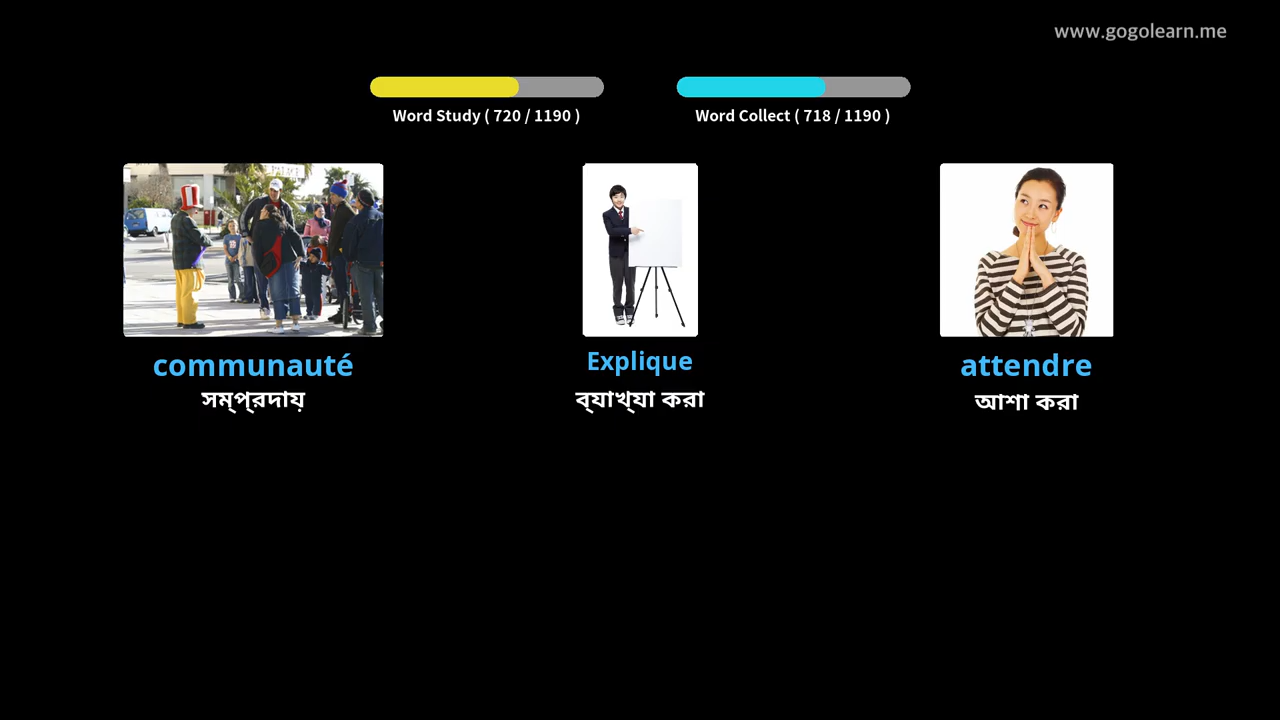 www.gogolearn.me
Word Study ( 720 / 1190 )
Word Collect ( 718 / 1190 )
communauté
Explique
attendre
সম্প্রদায়
ব্যাখ্যা করা
আশা করা